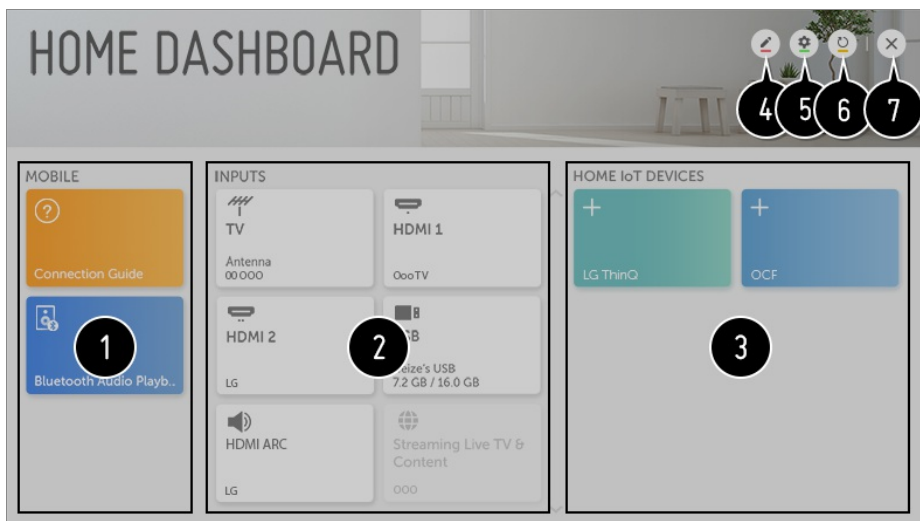 HOME DASHBOARD
4 5 6 7
MOBILE
Connection Guide
Bluetooth Audio Playb..
1
INPUTS
TV
Antenna
00 000
HDMI 1
OooTV
HDMI 2
LG
7.2 GB / 16.0 GB
2
HDMI ARC
LG
Streaming Live TV &
Content
000
HOME IoT DEVICES
LG ThinQ
OCF
3